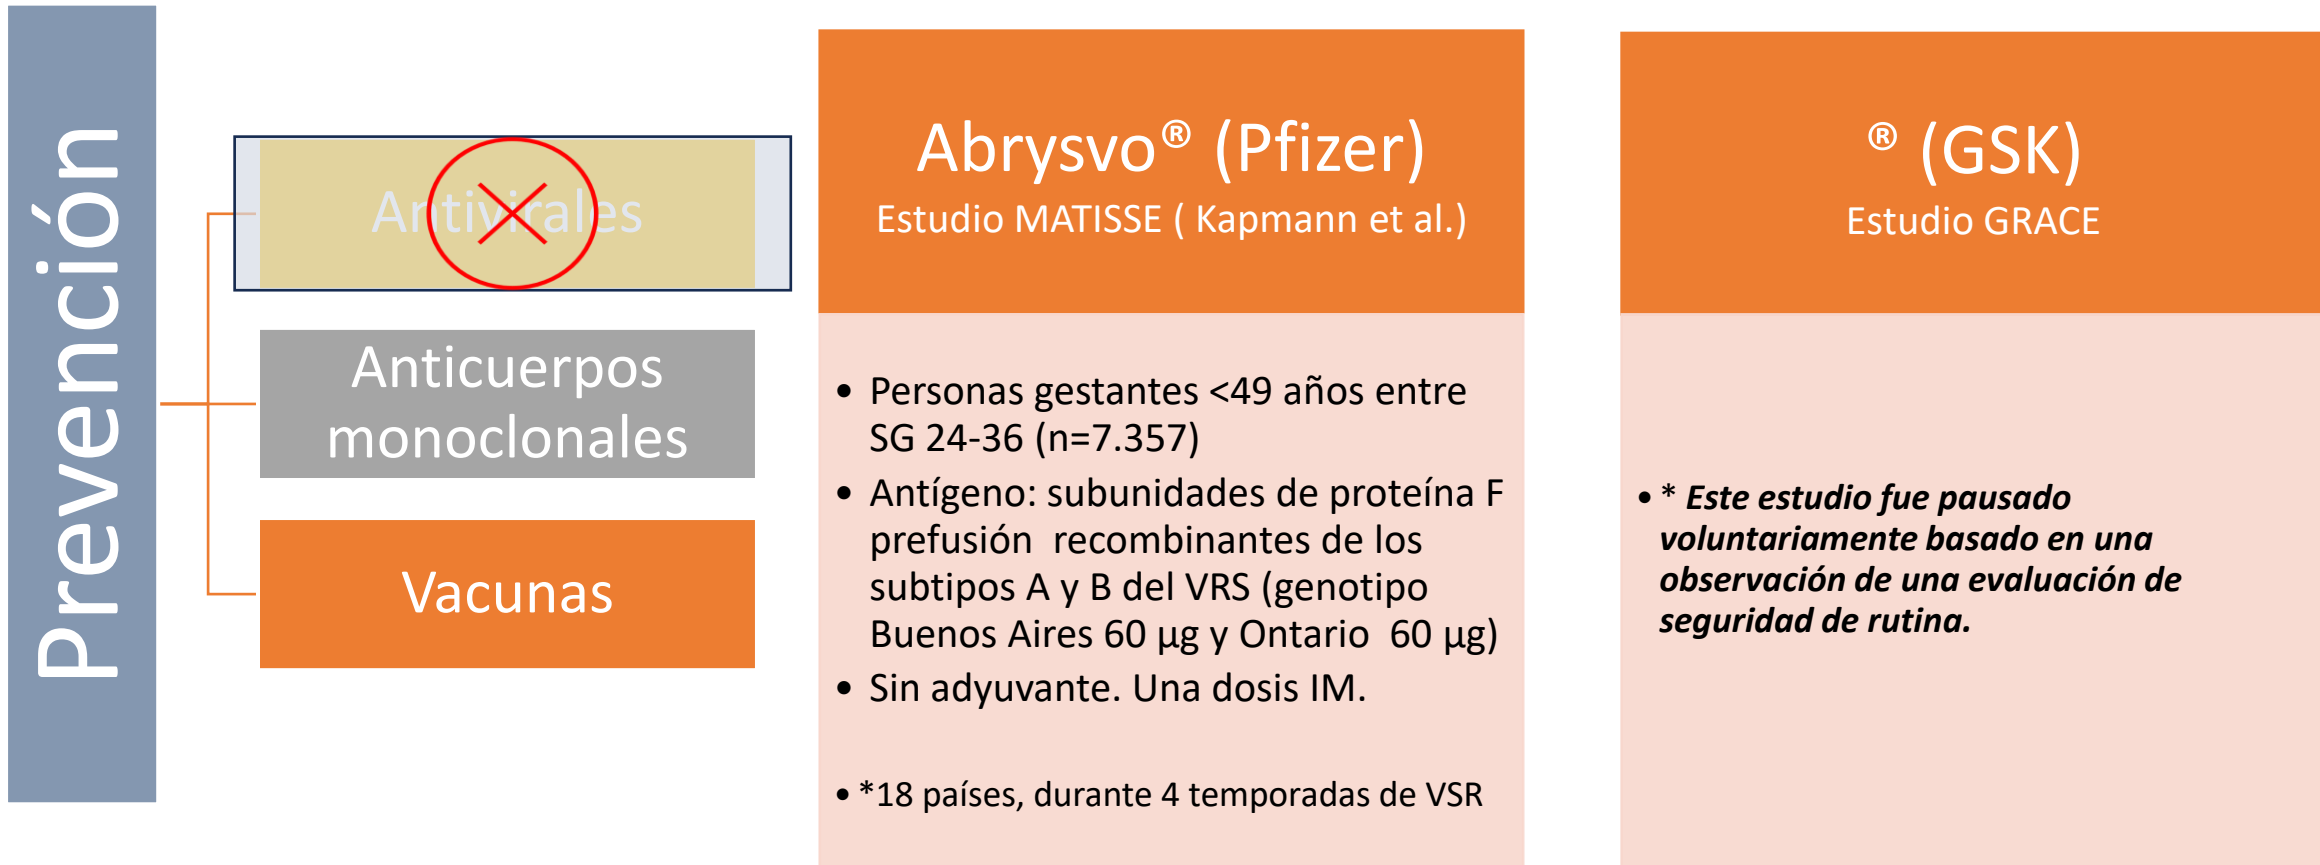 Prevención
Antivirales
Anticuerpos
monoclonales
Vacunas
Abrysvo® (Pfizer)
Estudio MATISSE ( Kapmann et al.)
• Personas gestantes <49 años entre
SG 24-36 (n=7.357)
• Antígeno: subunidades de proteína F
prefusión  recombinantes de los
subtipos A y B del VRS (genotipo
Buenos Aires 60 µg y Ontario  60 µg)
• Sin adyuvante. Una dosis IM.
• *18 países, durante 4 temporadas de VSR
® (GSK)
Estudio GRACE
• * Este estudio fue pausado
voluntariamente basado en una
observación de una evaluación de
seguridad de rutina.